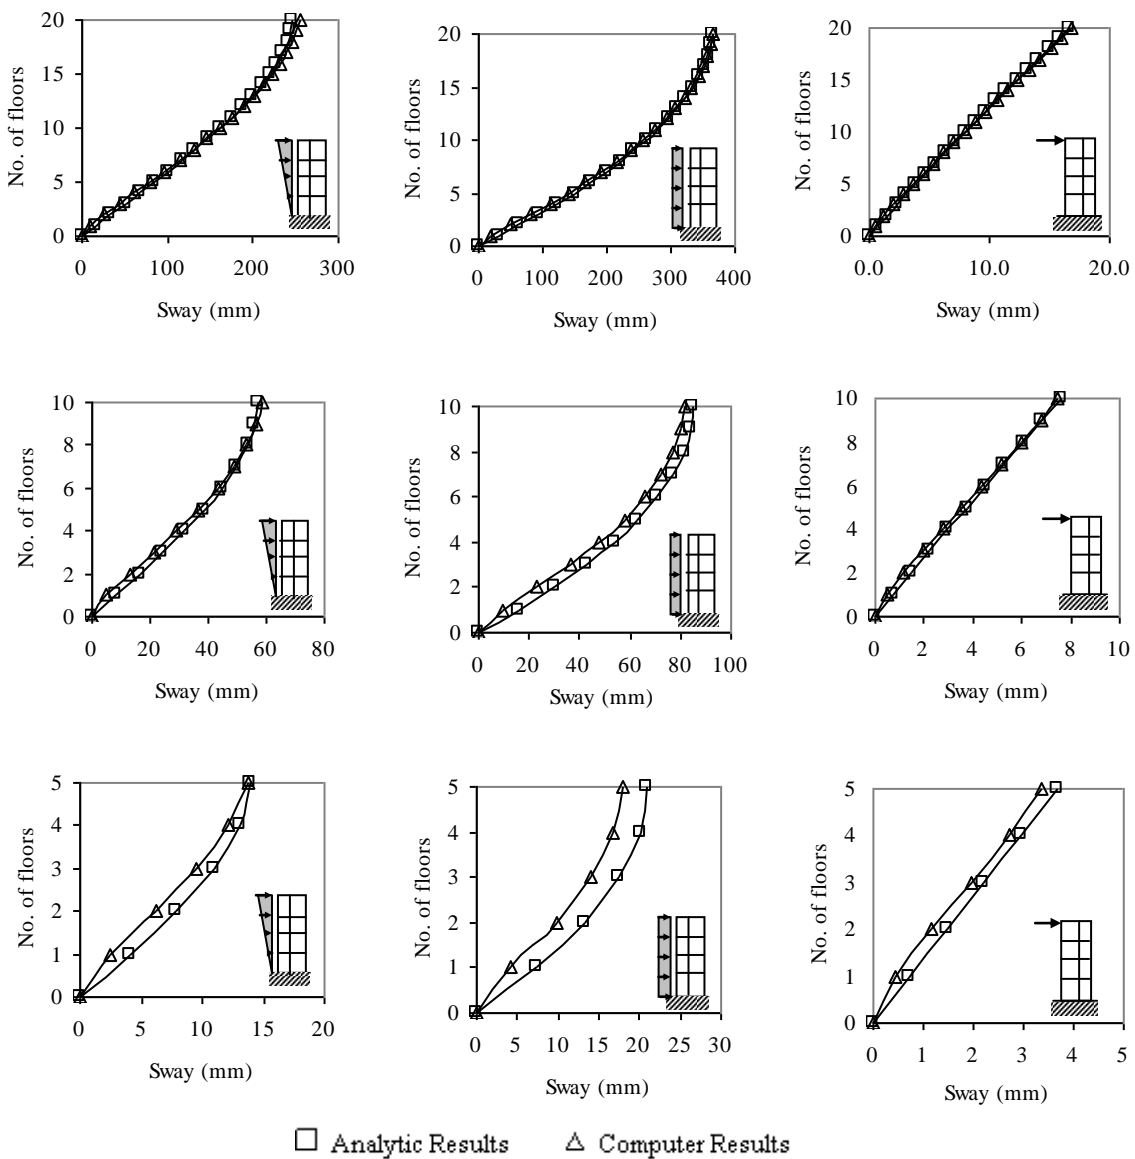 20
15
10
5
0
No. of floors
0 100 200 300
Sway (mm)
20
15
10
5
0
No. of floors
0 100 200 300 400
Sway (mm)
20
15
10
5
0
No. of floors
0.0 10.0 20.0
Sway (mm)
10
8
6
4
2
0
No. of floors
0 20 40 60 80
Sway (mm)
10
8
6
4
2
0
No. of floors
0 20 40 60 80 100
Sway (mm)
10
8
6
4
2
0
No. of floors
0 2 4 6 8 10
Sway (mm)
5
4
3
2
1
0
No. of floors
0 5 10 15 20
Sway (mm)
5
4
3
2
1
0
No. of floors
0 5 10 15 20 25 30
Sway (mm)
5
4
3
2
1
0
No. of floors
0 1 2 3 4 5
Sway (mm)
Analytic Results Computer Results